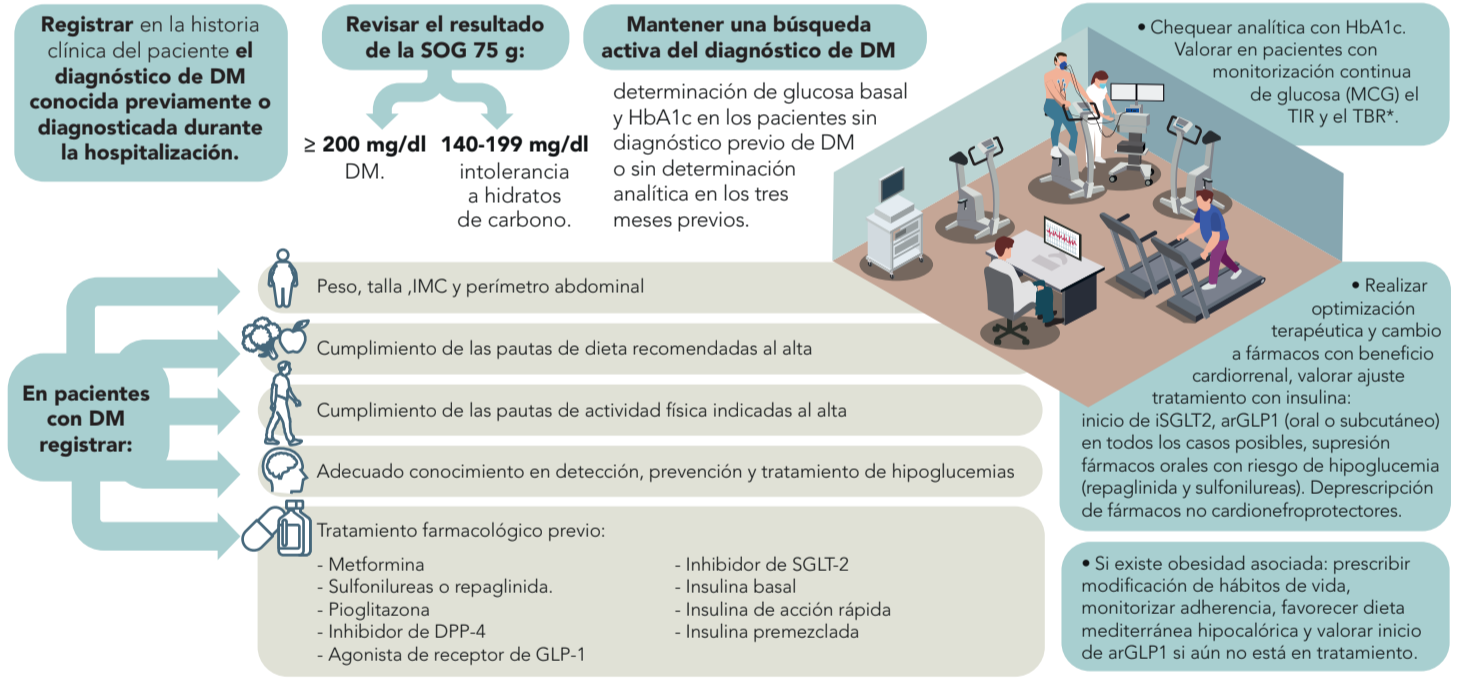 Registrar en la historia
clínica del paciente el
diagnóstico de DM
conocida previamente o
diagnosticada durante
la hospitalización.
Revisar el resultado
de la SOG 75 g:
≥ 200 mg/dl
DM.
140-199 mg/dl
intolerancia
a hidratos
de carbono.
Mantener una búsqueda
activa del diagnóstico de DM
determinación de glucosa basal
y HbA1c en los pacientes sin
diagnóstico previo de DM
o sin determinación
analítica en los tres
meses previos.
• Chequear analítica con HbA1c.
Valorar en pacientes con
monitorización continua
de glucosa (MCG) el
TIR y el TBR*.
En pacientes
con DM
registrar:
Peso, talla ,IMC y perímetro abdominal
Cumplimiento de las pautas de dieta recomendadas al alta
Cumplimiento de las pautas de actividad física indicadas al alta
Adecuado conocimiento en detección, prevención y tratamiento de hipoglucemias
Tratamiento farmacológico previo:
- Metformina
- Sulfonilureas o repaglinida.
- Pioglitazona
- Inhibidor de DPP-4
- Agonista de receptor de GLP-1
- Inhibidor de SGLT-2
- Insulina basal
- Insulina de acción rápida
- Insulina premezclada
• Realizar
optimización
terapéutica y cambio
a fármacos con beneficio
cardiorrenal, valorar ajuste
tratamiento con insulina:
inicio de iSGLT2, arGLP1 (oral o subcutáneo)
en todos los casos posibles, supresión
fármacos orales con riesgo de hipoglucemia
(repaglinida y sulfonilureas). Deprescripción
de fármacos no cardionefroprotectores.
• Si existe obesidad asociada: prescribir
modificación de hábitos de vida,
monitorizar adherencia, favorecer dieta
mediterránea hipocalórica y valorar inicio
de arGLP1 si aún no está en tratamiento.